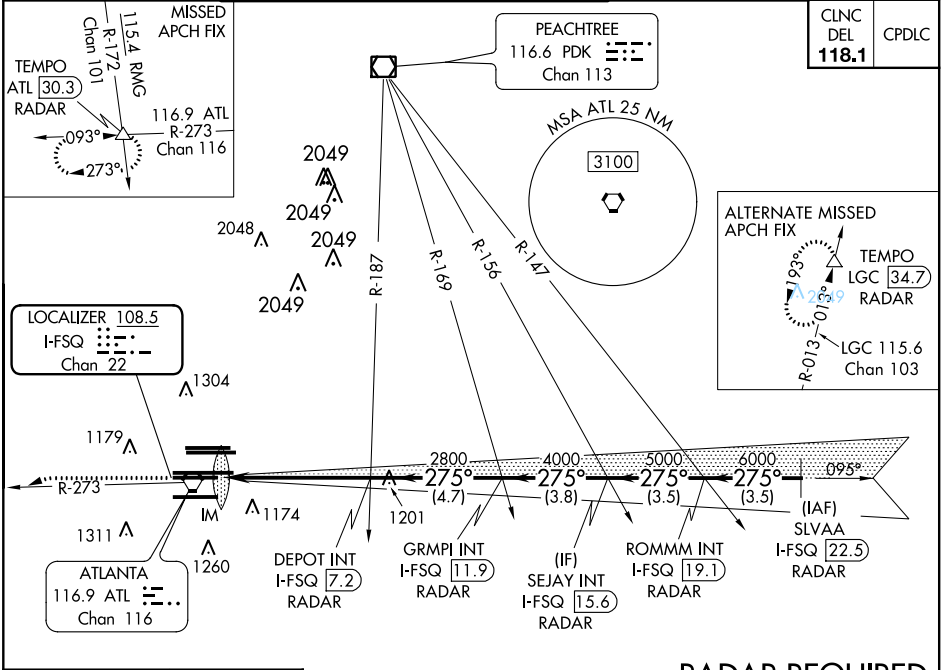 MISSED
APCH FIX
115.4 RMG
R-172
Chan 101
TEMPO
ATL 30.3
RADAR
116.9 ATL
R-273
Chan 116
093°
273°
PEACHTREE
116.6 PDK
Chan 113
CLNC
DEL
118.1
CPDLC
MSA ATL 25 NM
3100
2049
2049
2048
2049
2049
R-187
R-169
R-156
R-147
ALTERNATE MISSED
APCH FIX
TEMPO
LGC 34.7
RADAR
193°
2049
013°
R-013
LGC 115.6
Chan 103
LOCALIZER 108.5
I-FSQ
Chan 22
1304
1179
R-273
IM
1174
1311
1260
1201
2800
275°
(4.7)
4000
275°
(3.8)
5000
275°
(3.5)
6000
275°
(3.5)
095°
ATLANTA
116.9 ATL
Chan 116
DEPOT INT
I-FSQ 7.2
RADAR
GRMPI INT
I-FSQ 11.9
RADAR
(IF)
SEJAY INT
I-FSQ 15.6
RADAR
ROMMM INT
I-FSQ 19.1
RADAR
(IAF)
SLVAA
I-FSQ 22.5
RADAR
RADAR REQUIRED